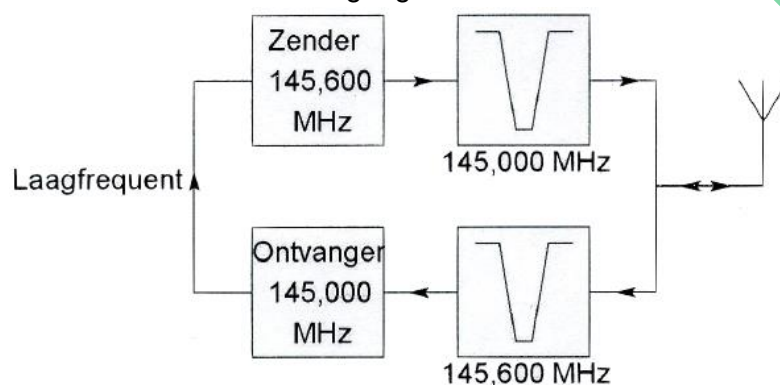 Zender
145,600
MHz
145,000 MHz
Laagfrequent
Ontvanger
145,000
MHz
145,600 MHz